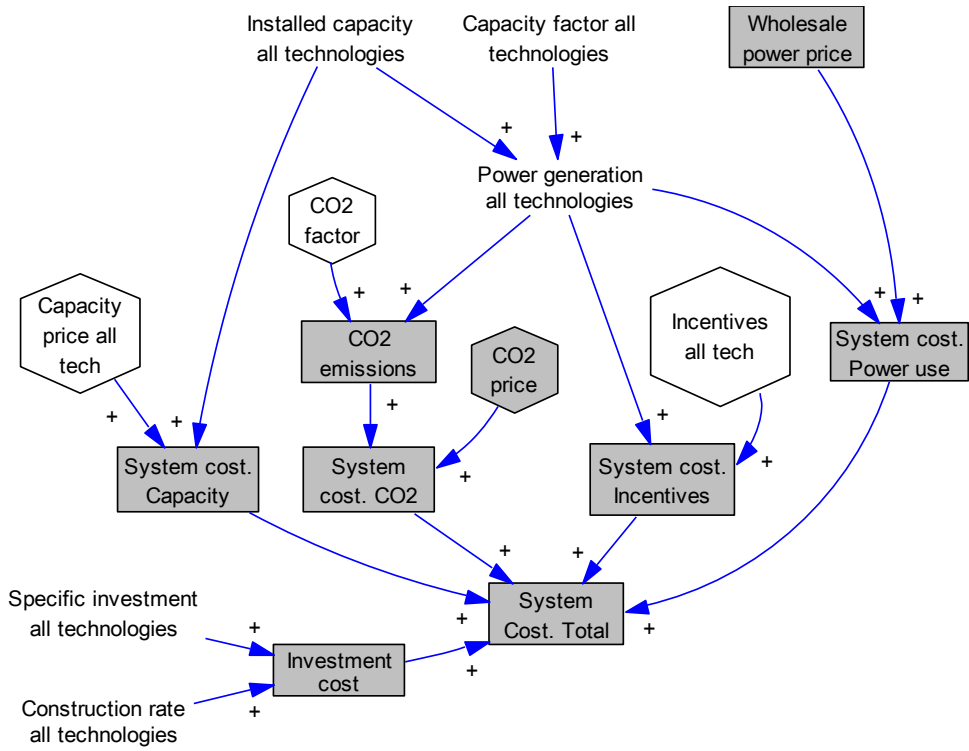 Installed capacity
all technologies
Capacity factor all
technologies
Wholesale
power price
+
+
Power generation
all technologies
CO2
factor
Capacity
price all
tech
+
+
Incentives
all tech
+
+
CO2
emissions
CO2
price
System cost.
Power use
+
+
+
+
System cost.
Capacity
System
cost. CO2
+
System cost.
Incentives
+
+
+
System
Cost. Total
+
+
Specific investment
all technologies
+
Investment
cost
+
Construction rate
all technologies
+